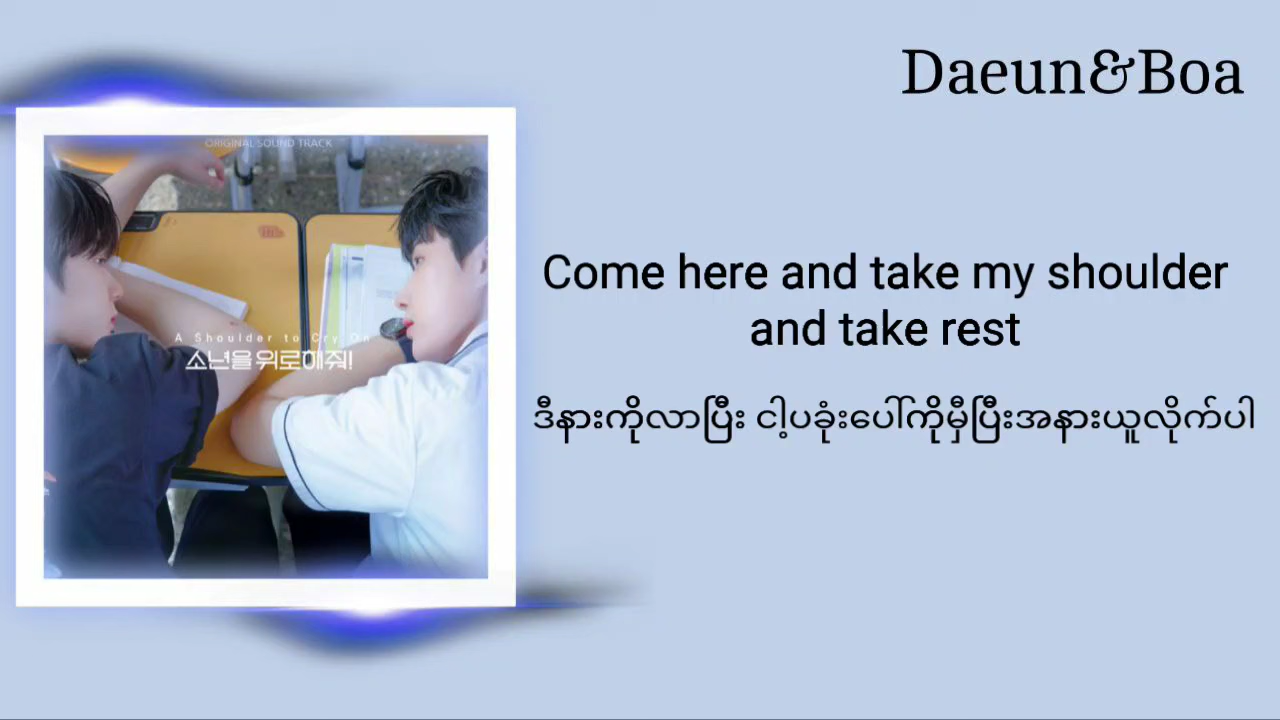 Daeun&Boa
ORIGINAL SOUND TRACK
Come here and take my shoulder
and take rest
A Shoulder to Cry On
소년을 위로해줘!
ဒီနားကိုလာပြီး ငါ့ပခုံးပေါ်ကိုမှီပြီးအနားယူလိုက်ပါ